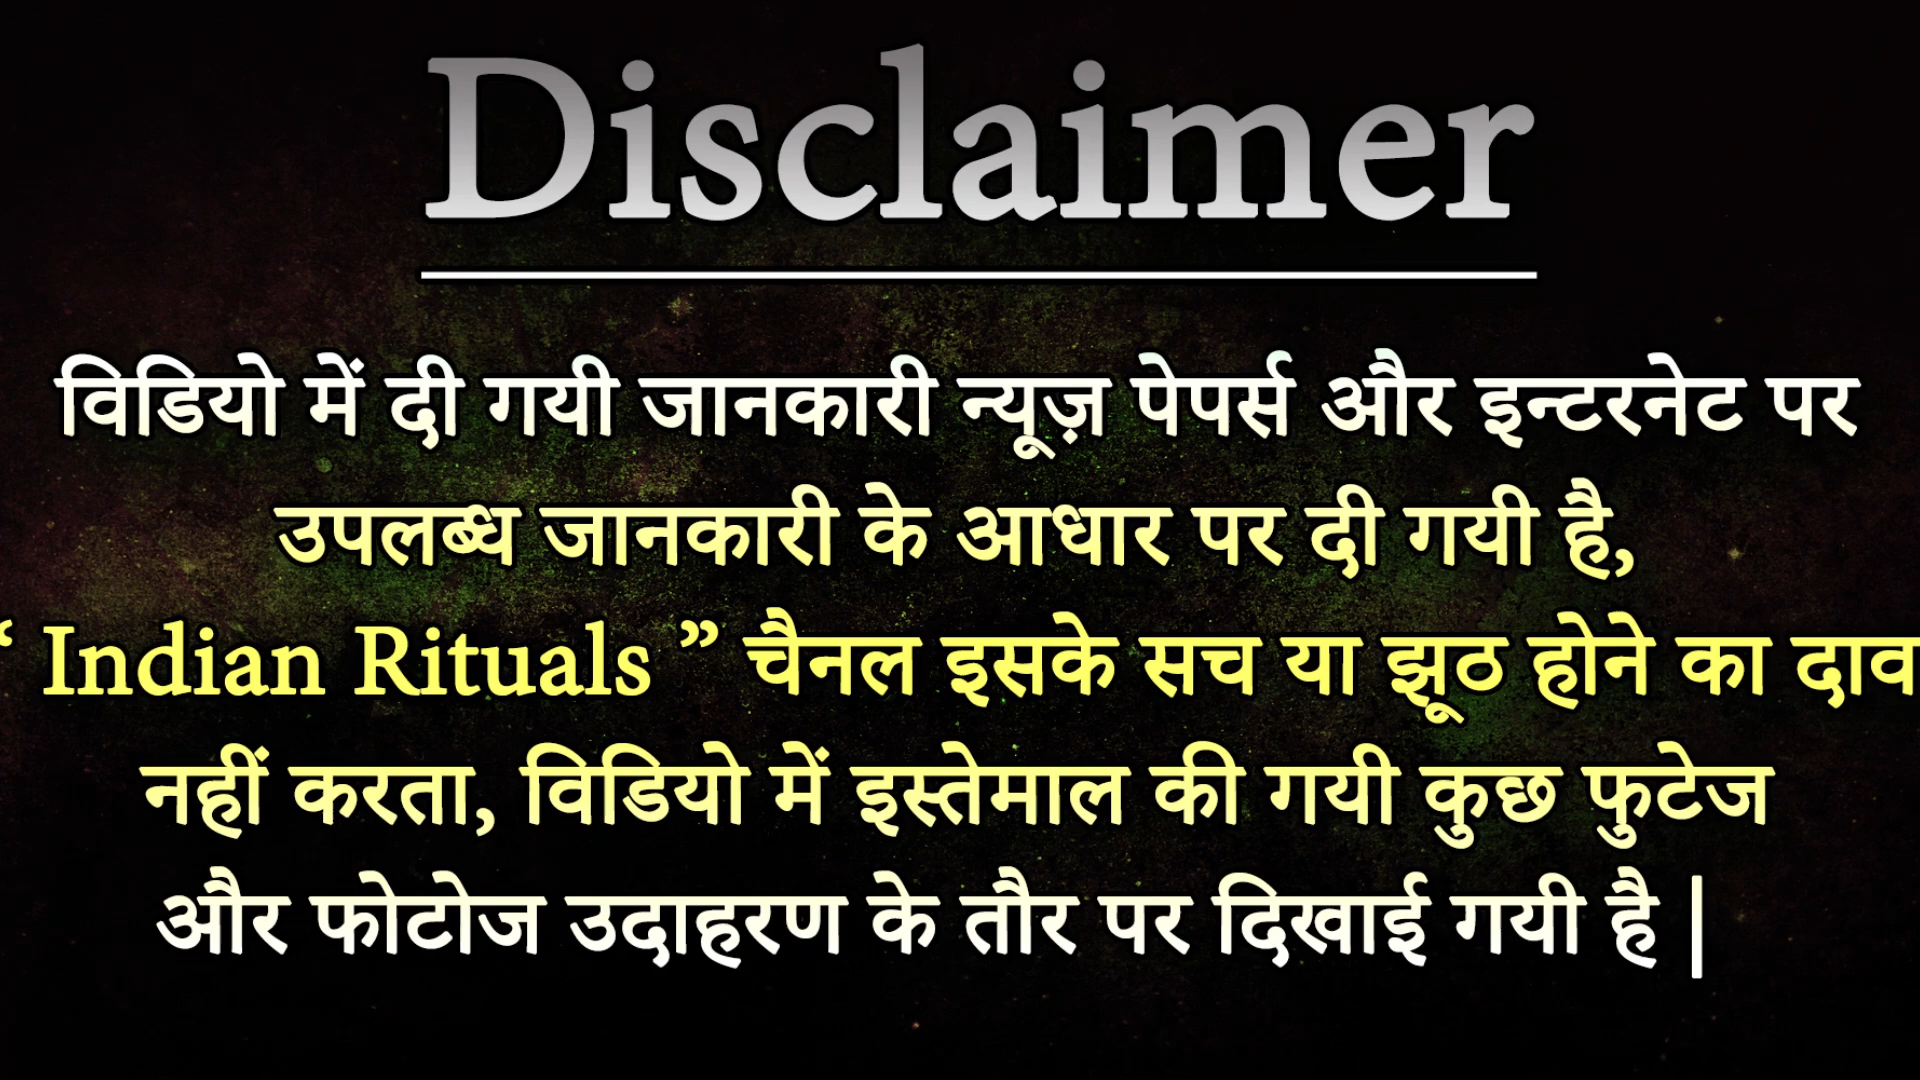 Disclaimer
विडियो में दी गयी जानकारी न्यूज़ पेपर्स और इन्टरनेट पर
उपलब्ध जानकारी के आधार पर दी गयी है,
“ Indian Rituals ” चैनल इसके सच या झूठ होने का दाव
नहीं करता, विडियो में इस्तेमाल की गयी कुछ फुटेज
और फोटोज उदाहरण के तौर पर दिखाई गयी है |